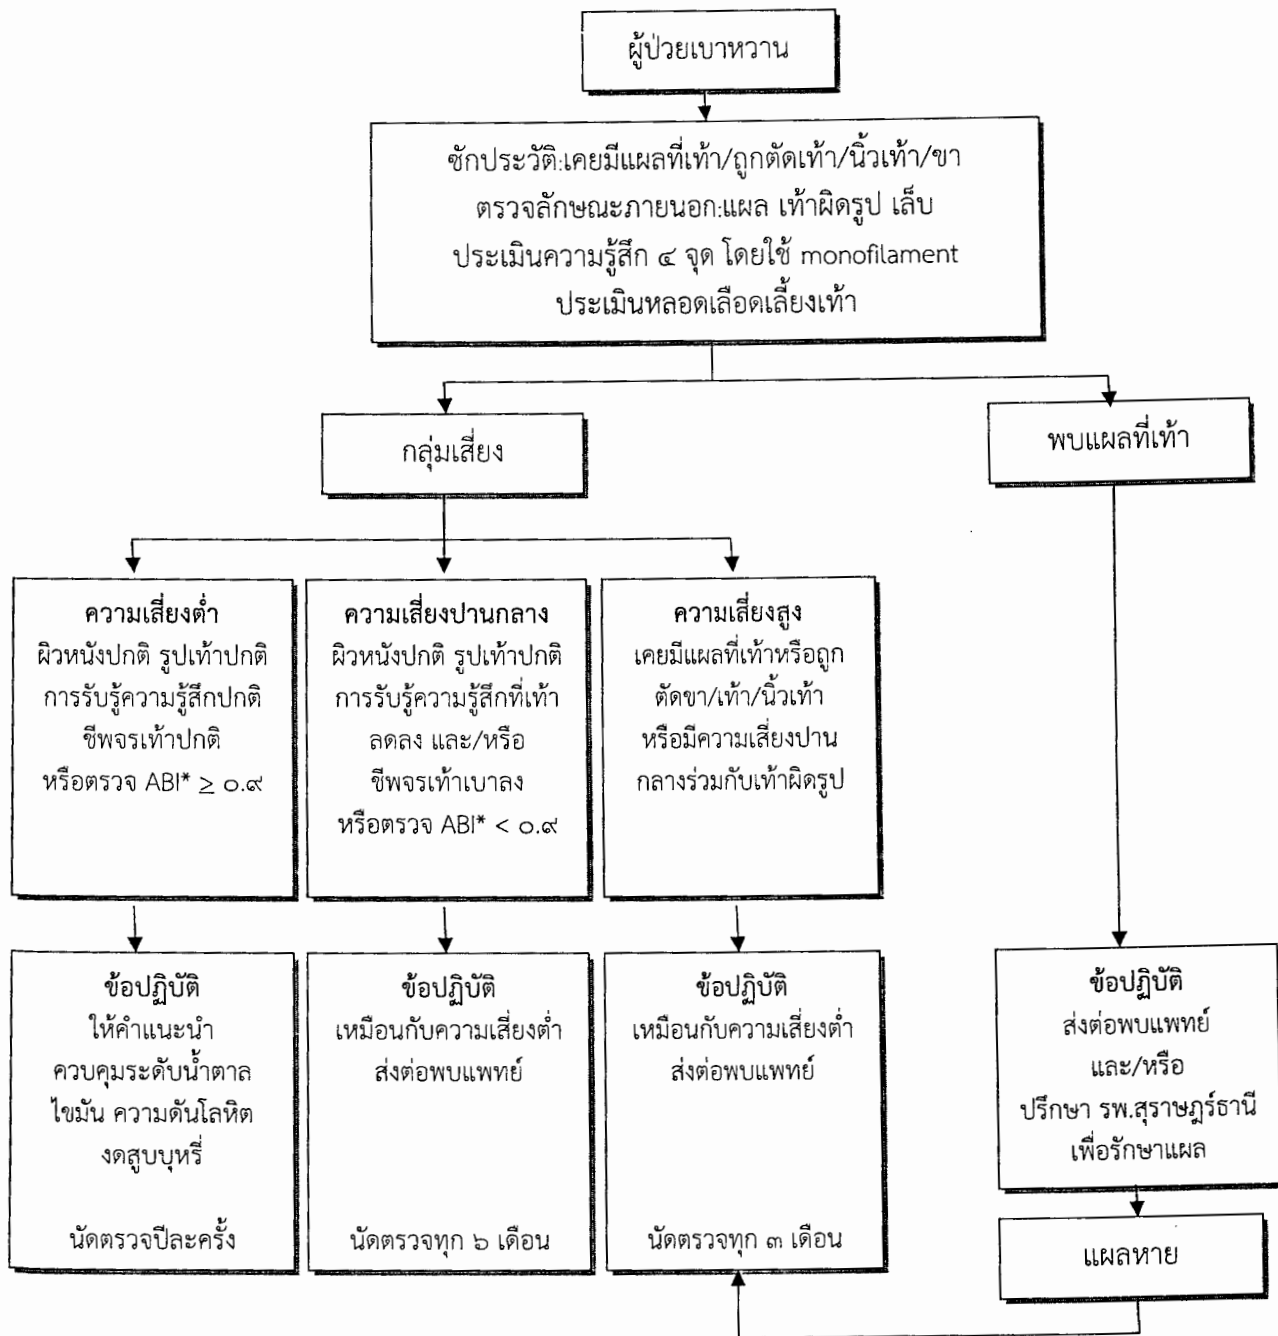 ผู้ป่วยเบาหวาน
ซักประวัติ:เคยมีแผลที่เท้า/ถูกตัดเท้า/นิ้วเท้า/ขา
ตรวจลักษณะภายนอก:แผล เท้าผิดรูป เล็บ
ประเมินความรู้สึก ๔ จุด โดยใช้ monofilament
ประเมินหลอดเลือดเลี้ยงเท้า
กลุ่มเสี่ยง
พบแผลที่เท้า
ความเสี่ยงต่ำ
ผิวหนังปกติ รูปเท้าปกติ
การรับรู้ความรู้สึกปกติ
ชีพจรเท้าปกติ
หรือตรวจ ABI* ≥ ๐.๙
ความเสี่ยงปานกลาง
ผิวหนังปกติ รูปเท้าปกติ
การรับรู้ความรู้สึกที่เท้า
ลดลง และ/หรือ
ชีพจรเท้าเบาลง
หรือตรวจ ABI* < ๐.๙
ความเสี่ยงสูง
เคยมีแผลที่เท้าหรือถูก
ตัดขา/เท้า/นิ้วเท้า
หรือมีความเสี่ยงปาน
กลางร่วมกับเท้าผิดรูป
ข้อปฏิบัติ
ให้คำแนะนำ
ควบคุมระดับน้ำตาล
ไขมัน ความดันโลหิต
งดสูบบุหรี่
นัดตรวจปีละครั้ง
ข้อปฏิบัติ
เหมือนกับความเสี่ยงต่ำ
ส่งต่อพบแพทย์
นัดตรวจทุก ๖ เดือน
ข้อปฏิบัติ
เหมือนกับความเสี่ยงต่ำ
ส่งต่อพบแพทย์
นัดตรวจทุก ๓ เดือน
ข้อปฏิบัติ
ส่งต่อพบแพทย์
และ/หรือ
ปรึกษา รพ.สุราษฎร์ธานี
เพื่อรักษาแผล
แผลหาย